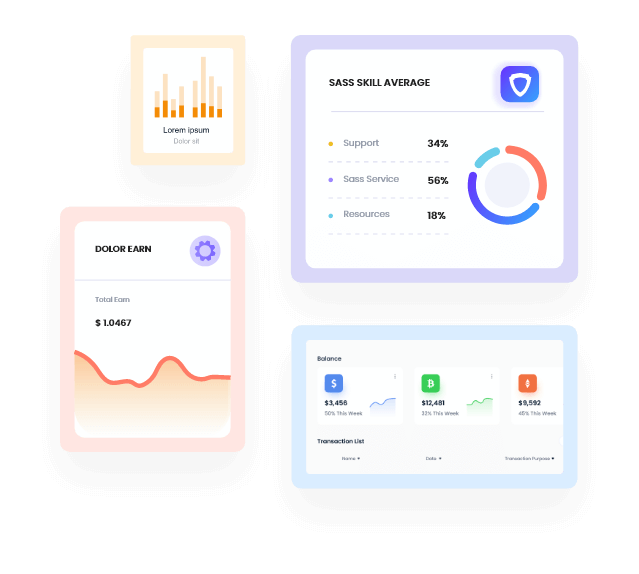 Lorem ipsum
Dolor sit
SASS SKILL AVERAGE
Support 34%
Sass Service 56%
Resources 18%
DOLOR EARN
Total Earn
$ 1.0467
Balance
$3,456 $12,481 $9,592
50% This Week 32% This Week 45% This Week
Transaction List
Name Date Transaction Purpose